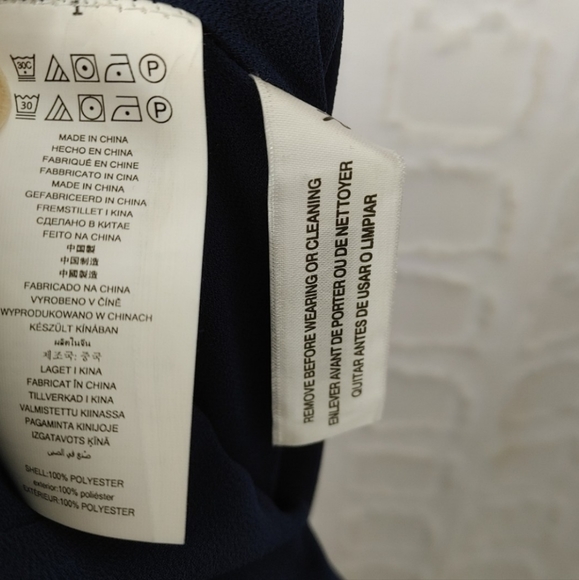 30C P
30 P
MADE IN CHINA
HECHO EN CHINA
FABRIQUÉ EN CHINE
FABBRICATO IN CINA
MADE IN CHINA
GEFABRICEERD IN CHINA
FREMSTILLET I KINA
СДЕЛАНО В КИТАЕ
FEITO NA CHINA
中国製
中国制造
中國製造
FABRICADO NA CHINA
VYROBENO V ČÍNĚ
WYPRODUKOWANO W CHINACH
KÉSZÜLT KÍNÁBAN
ผลิตในจีน
제조국: 중국
LAGET I KINA
FABRICAT ÎN CHINA
TILLVERKAD I KINA
VALMISTETTU KIINASSA
PAGAMINTA KINIJOJE
IZGATAVOTS ĶĪNĀ
صنع في الصين
SHELL:100% POLYESTER
exterior:100% poliéster
EXTÉRIEUR:100% POLYESTER
REMOVE BEFORE WEARING OR CLEANING
ENLEVER AVANT DE PORTER OU DE NETTOYER
QUITAR ANTES DE USAR O LIMPIAR